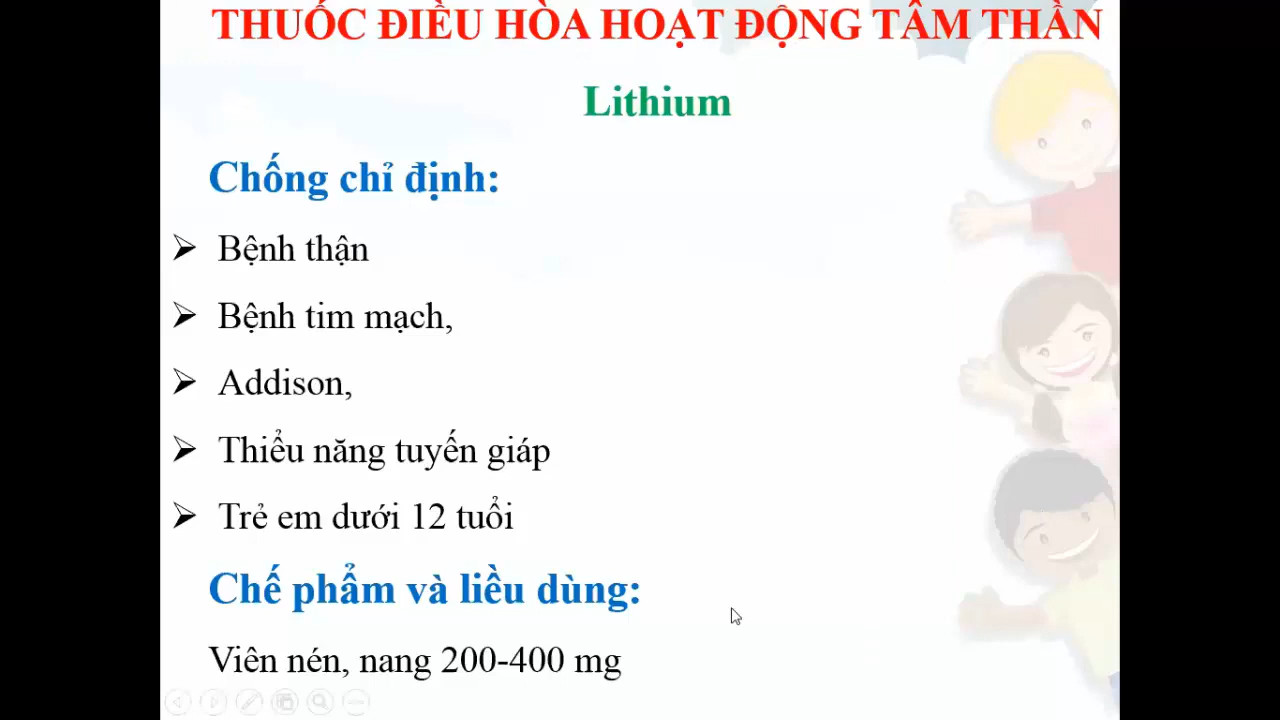 THUỐC ĐIỀU HÒA HOẠT ĐỘNG TÂM THẦN
Lithium
Chống chỉ định:
➢ Bệnh thận
➢ Bệnh tim mạch,
➢ Addison,
➢ Thiểu năng tuyến giáp
➢ Trẻ em dưới 12 tuổi
Chế phẩm và liều dùng:
Viên nén, nang 200-400 mg